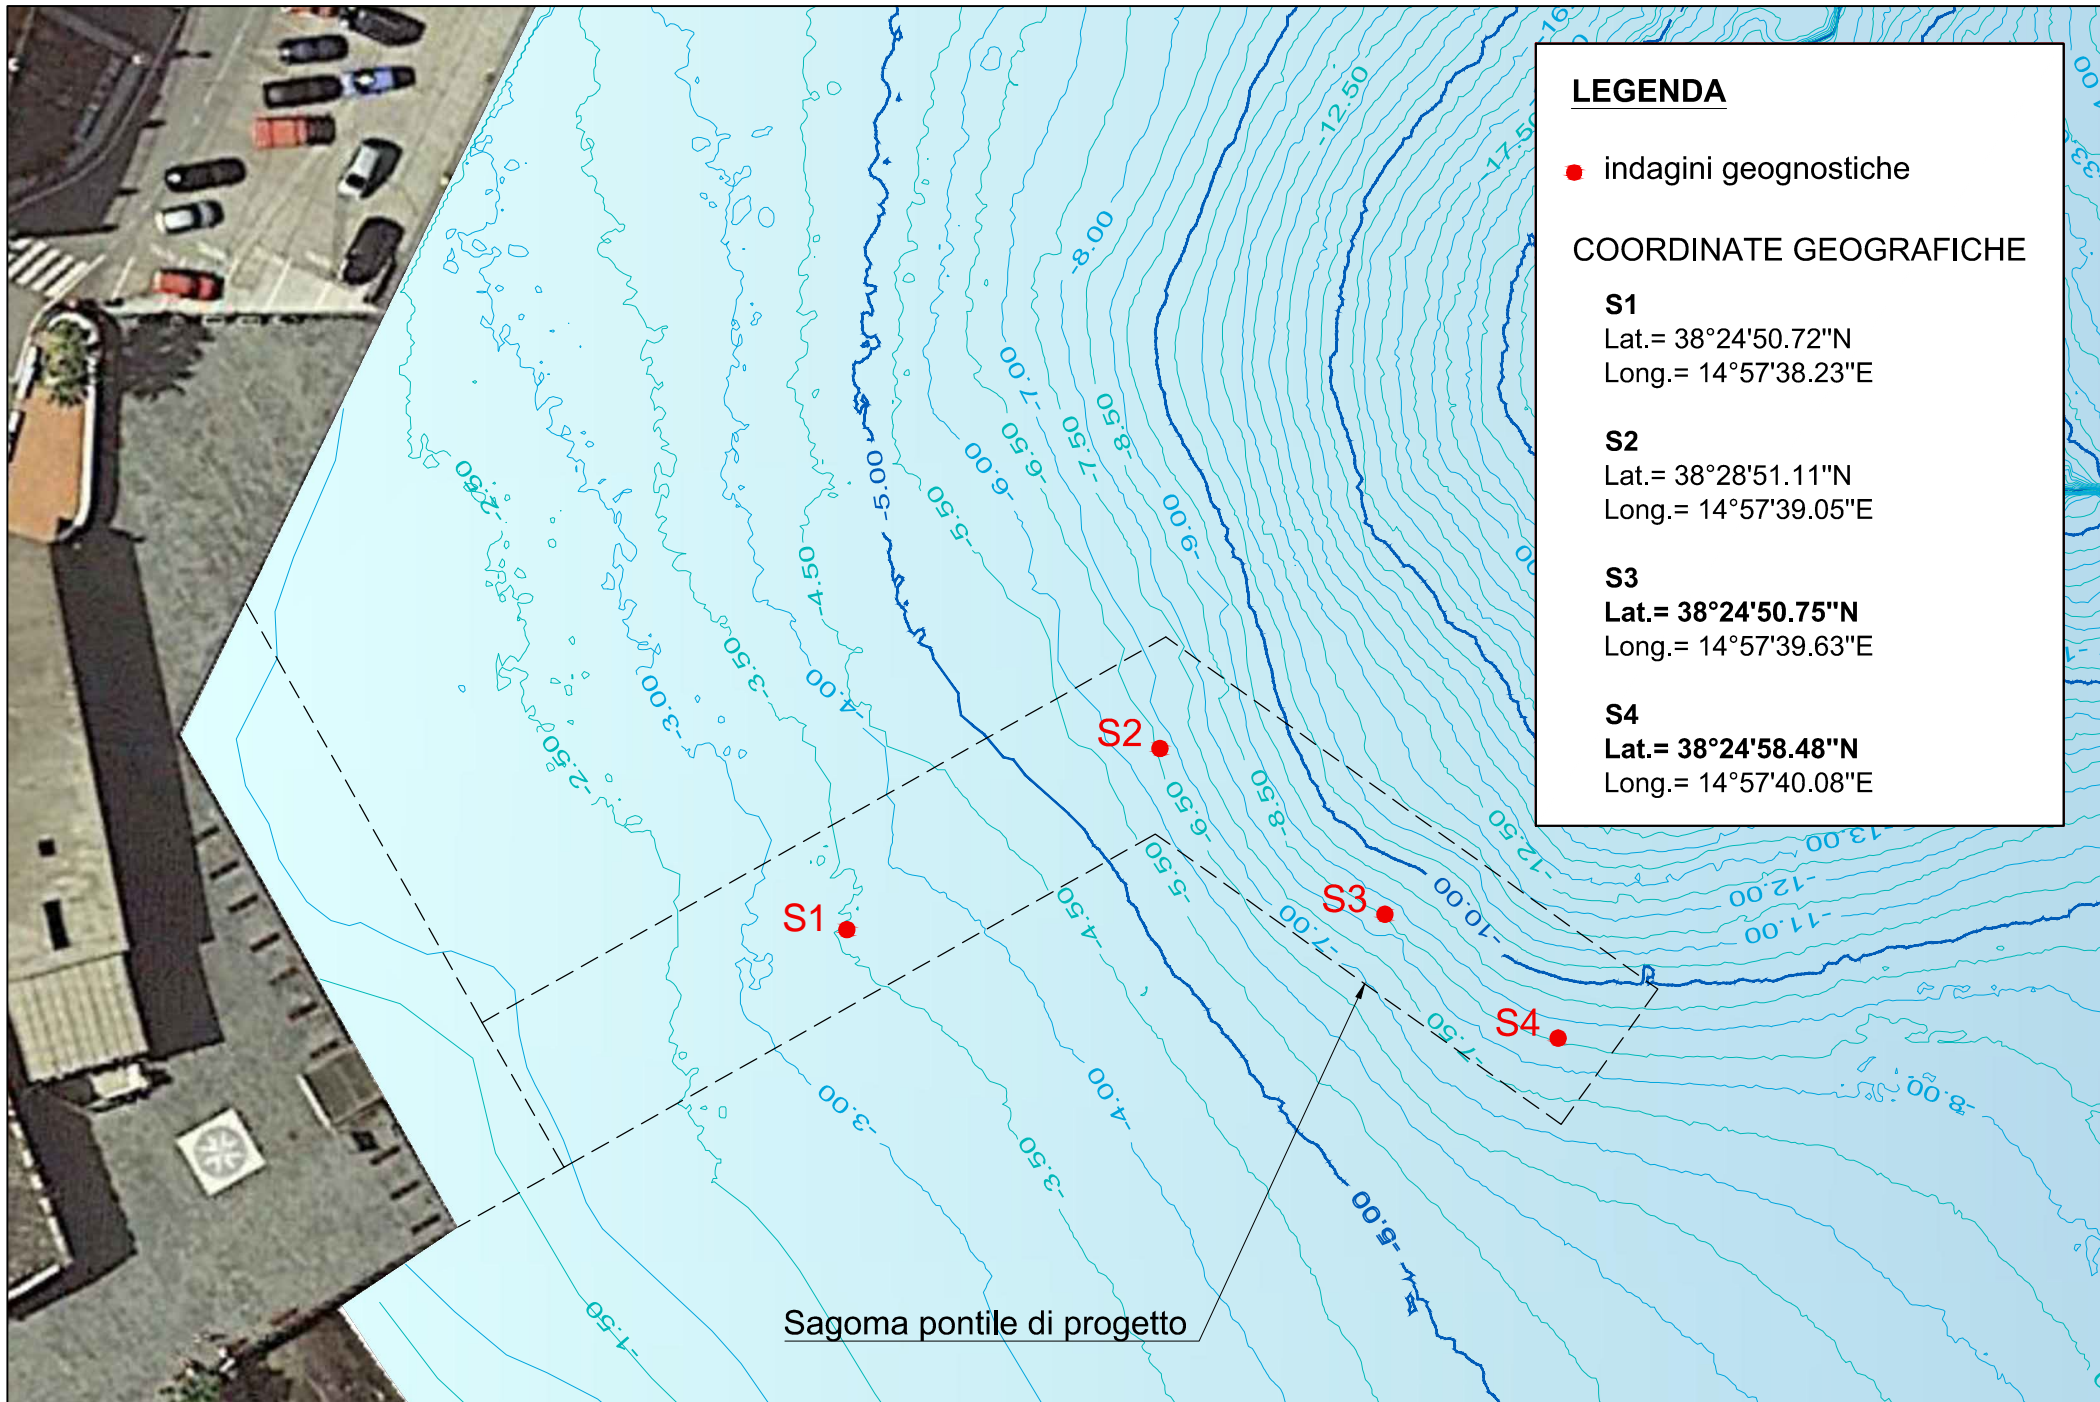 LEGENDA
indagini geognostiche
COORDINATE GEOGRAFICHE
S1
Lat.= 38°24'50.72"N
Long.= 14°57'38.23"E
S2
Lat.= 38°28'51.11"N
Long.= 14°57'39.05"E
S3
Lat.= 38°24'50.75"N
Long.= 14°57'39.63"E
S4
Lat.= 38°24'58.48"N
Long.= 14°57'40.08"E
-12.50
-8.00
-7.00
-8.50
-7.50
-6.50
-6.00
-5.00
-5.50
-9.00
-2.50
-4.50
-3.50
-3.00
-4.00
-2.50
S2
-6.50
-8.50
-12.50
-13.00
-12.00
-11.00
-10.00
-5.50
-4.50
S1
S3
-7.00
S4
-7.50
-8.00
-3.00
-4.00
-3.50
-5.00
-1.50
Sagoma pontile di progetto